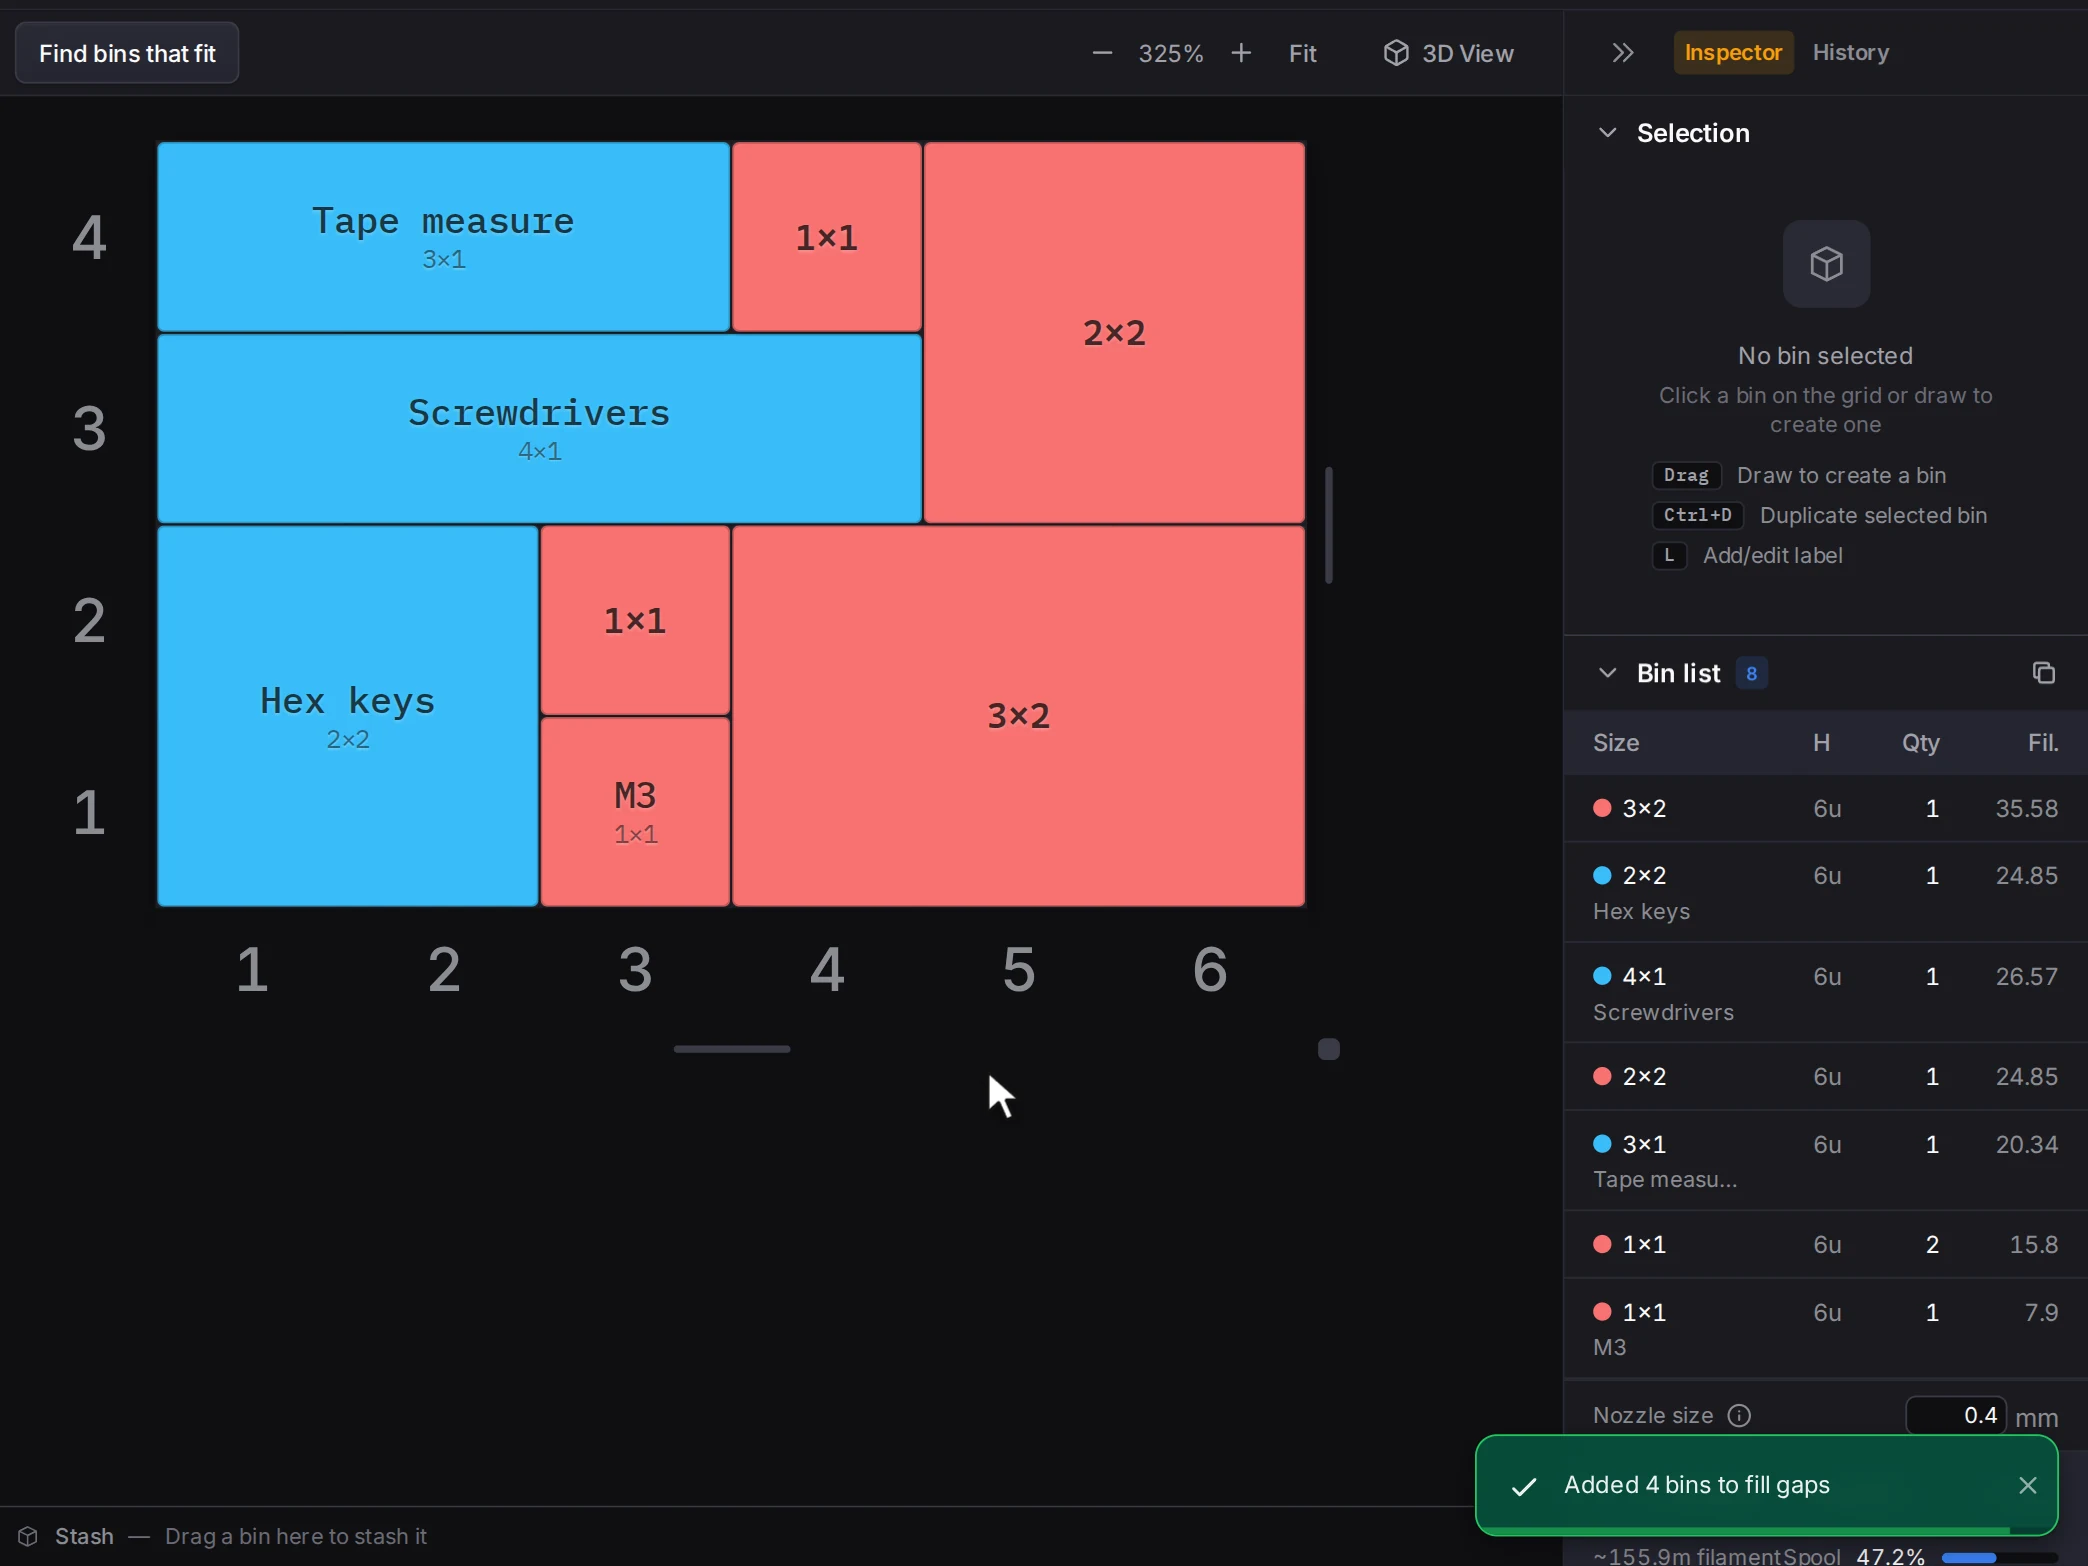 Find bins that fit
325%
Fit
3D View
Inspector
History
Selection
4
Tape measure
3×1
1×1
2×2
No bin selected
Click a bin on the grid or draw to
create one
3
Screwdrivers
4×1
Drag Draw to create a bin
Ctrl+D Duplicate selected bin
L Add/edit label
2
1
Hex keys
2×2
1×1
M3
1×1
3×2
1 2 3 4 5 6
Bin list 8
Size H Qty Fil.
3×2 6u 1 35.58
2×2 6u 1 24.85
Hex keys
4×1 6u 1 26.57
Screwdrivers
2×2 6u 1 24.85
3×1 6u 1 20.34
Tape measu...
1×1 6u 2 15.8
1×1 6u 1 7.9
M3
Nozzle size 0.4 mm
Added 4 bins to fill gaps
Stash — Drag a bin here to stash it
~155.9m filament Spool 47.2%